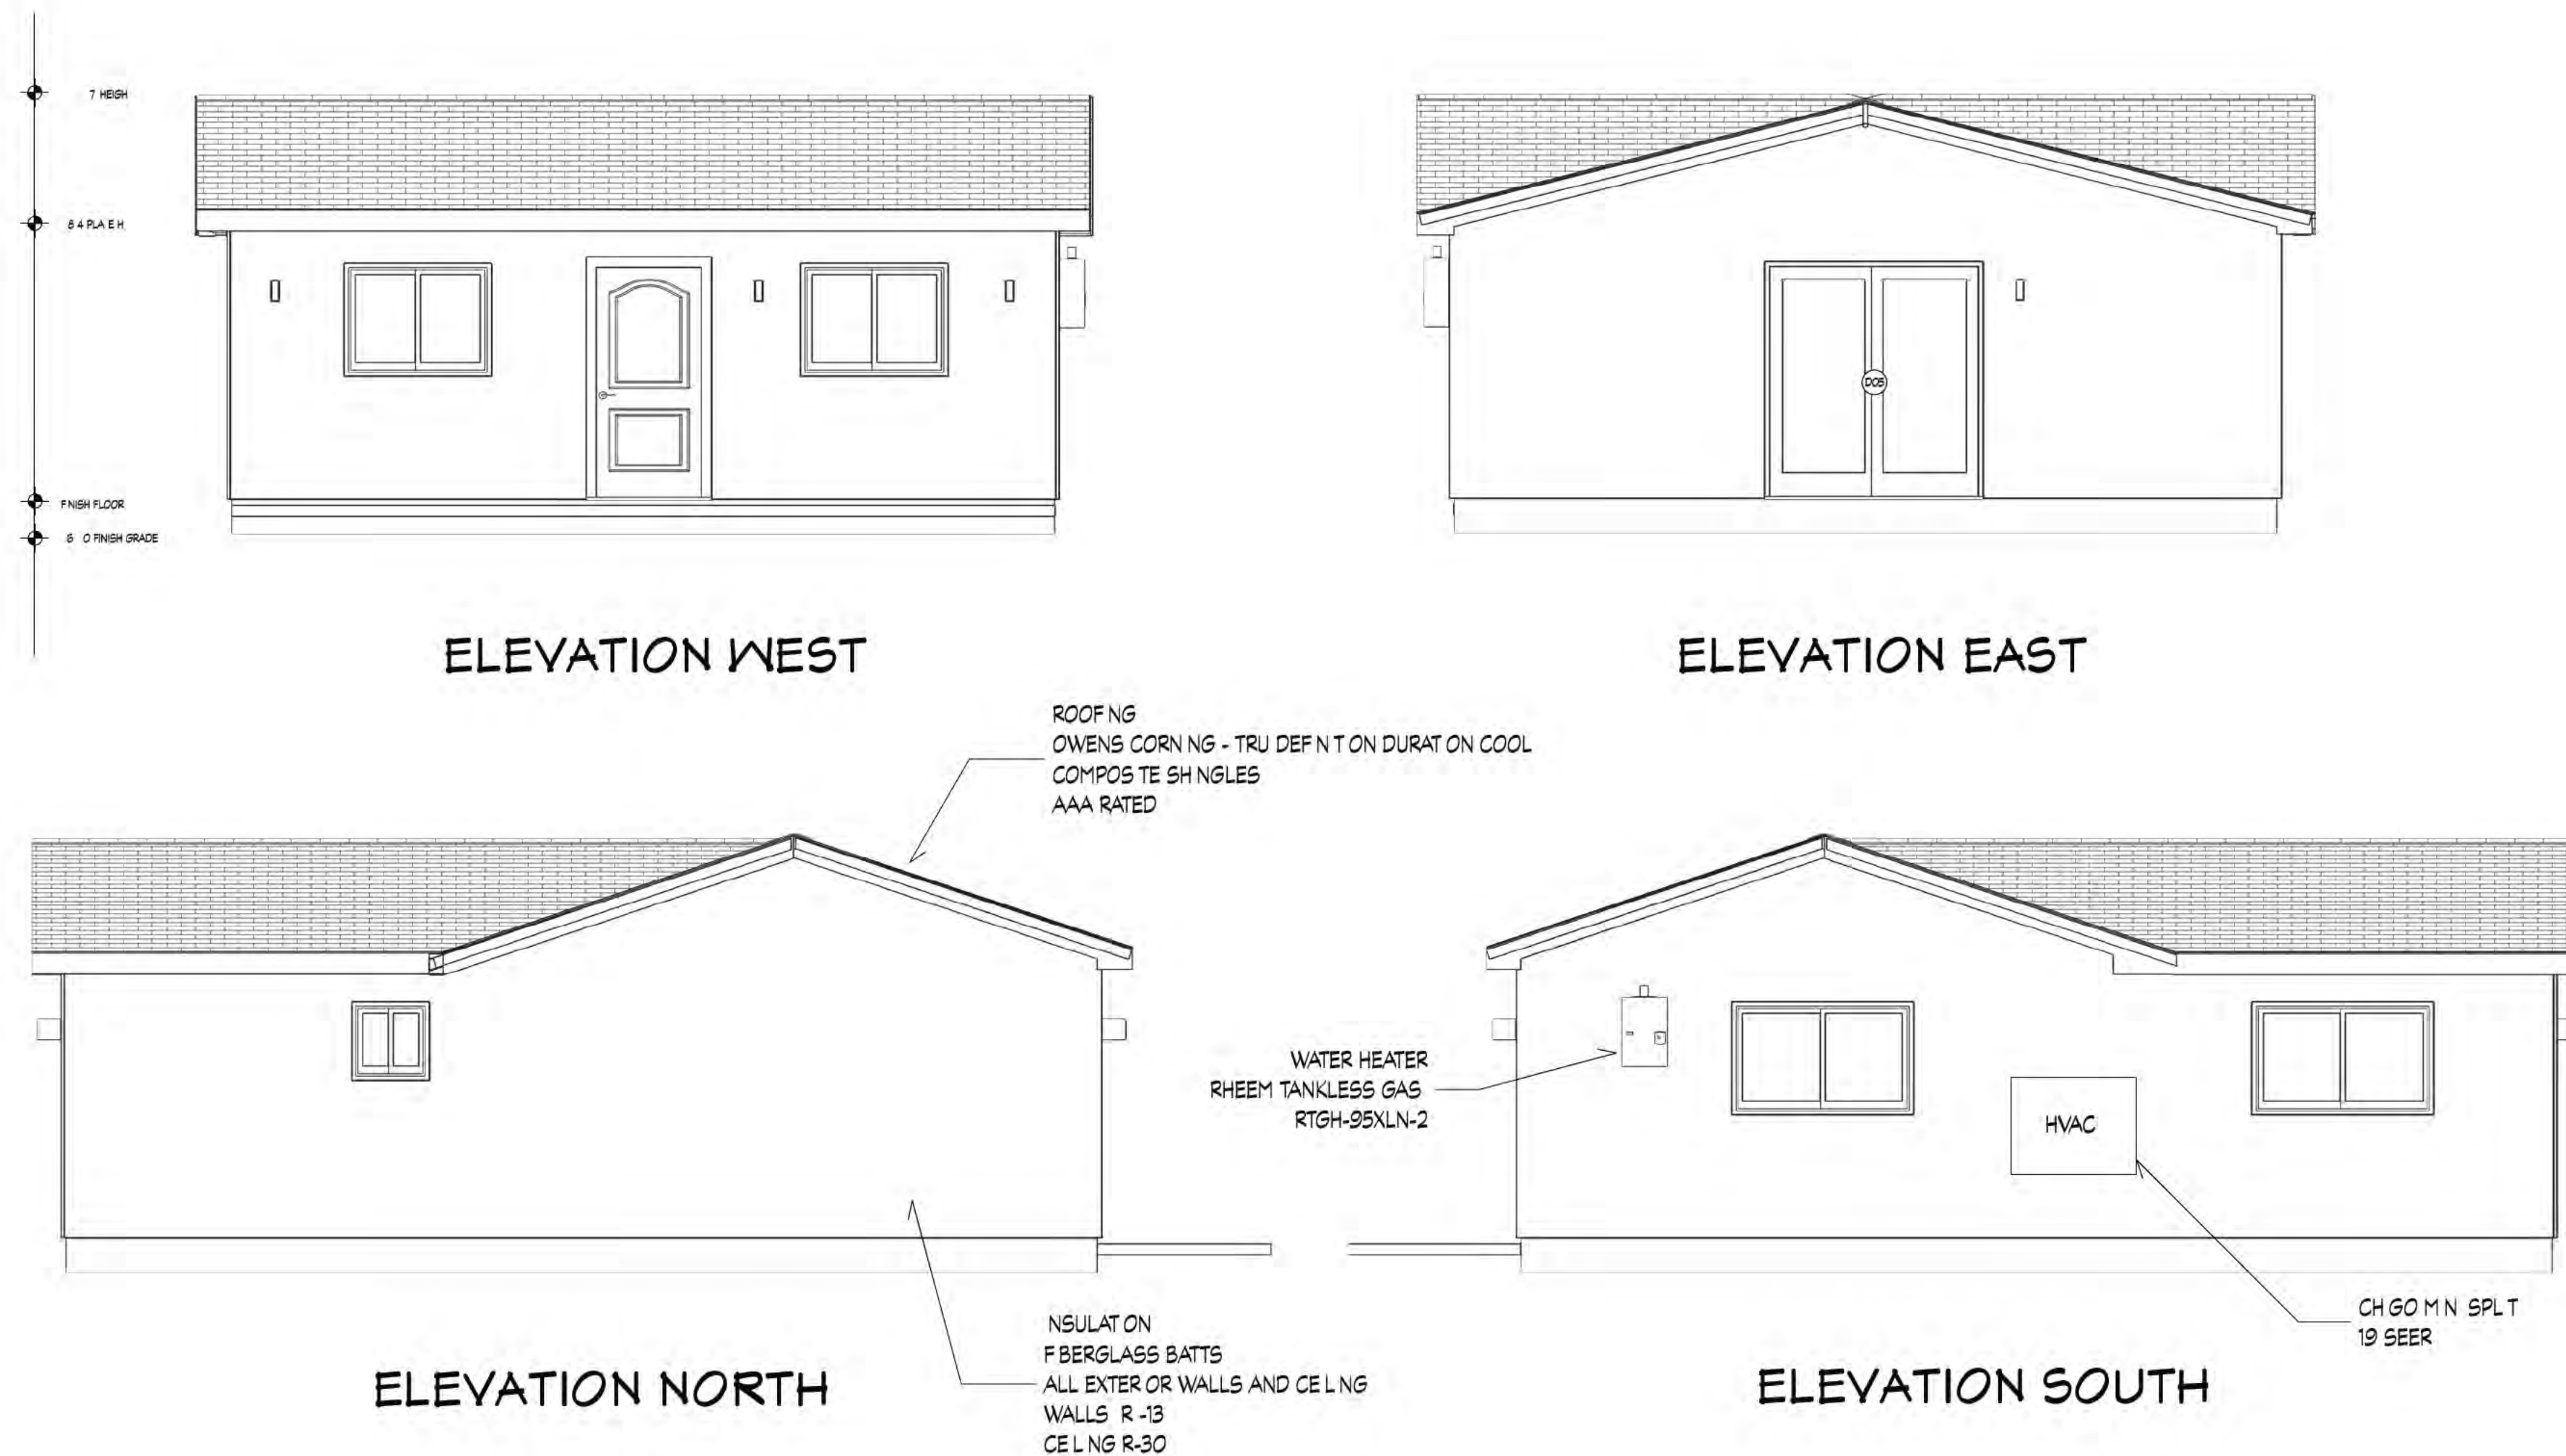 7 HEIGH
8 4 PLA E H
F NISH FLOOR
6 0 FINISH GRADE
D05
ELEVATION WEST
ELEVATION EAST
ROOF NG
OWENS CORN NG - TRU DEF N T ON DURAT ON COOL
COMPOS TE SH NGLES
AAA RATED
WATER HEATER
RHEEM TANKLESS GAS
RTGH-95XLN-2
HVAC
NSULAT ON
F BERGLASS BATTS
ALL EXTER OR WALLS AND CE L NG
WALLS R -13
CE L NG R-30
CH GO M N SPL T
19 SEER
ELEVATION NORTH
ELEVATION SOUTH